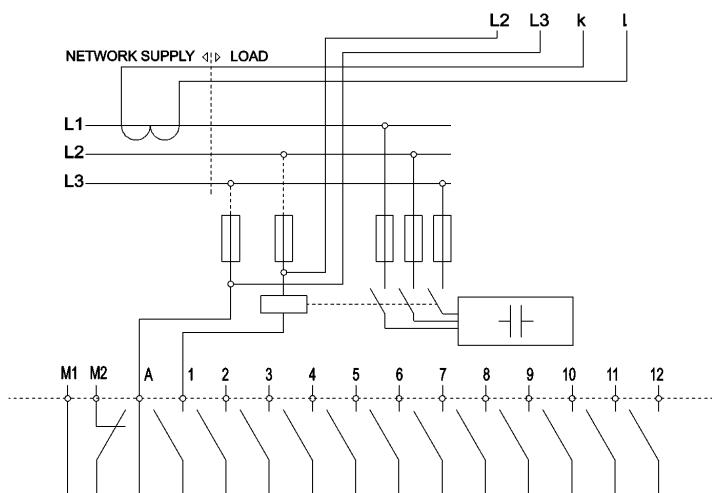 L2 L3 k l
NETWORK SUPPLY LOAD
L1
L2
L3
M1 M2 A 1 2 3 4 5 6 7 8 9 10 11 12